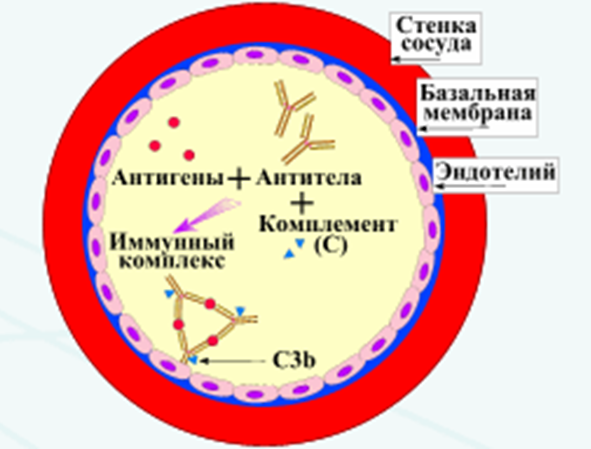 Стенка
сосуда
Базальная
мембрана
Эндотелий
Антигены + Антитела
+
Комплемент
(С)
Иммунный
комплекс
C3b